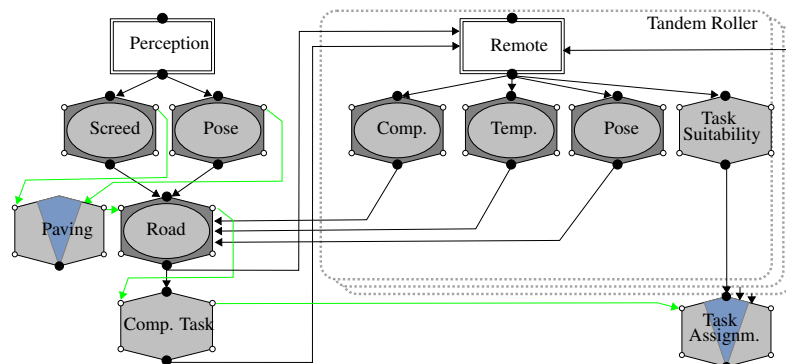 Tandem Roller
Perception
Remote
Screed
Pose
Comp.
Temp.
Pose
Task
Suitability
Paving
Road
Comp. Task
Task
Assignm.